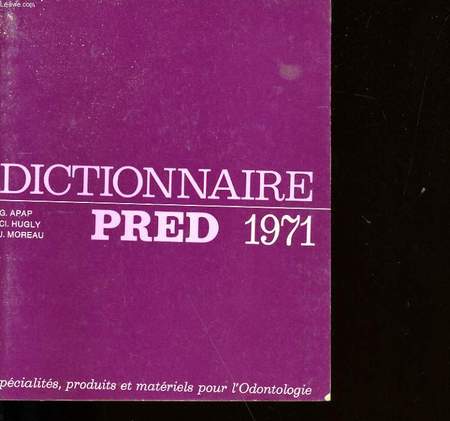 DICTIONNAIRE
G. APAP
Cl. HUGLY
J. MOREAU
PRED 1971
pécialités, produits et matériels pour l'Odontologie